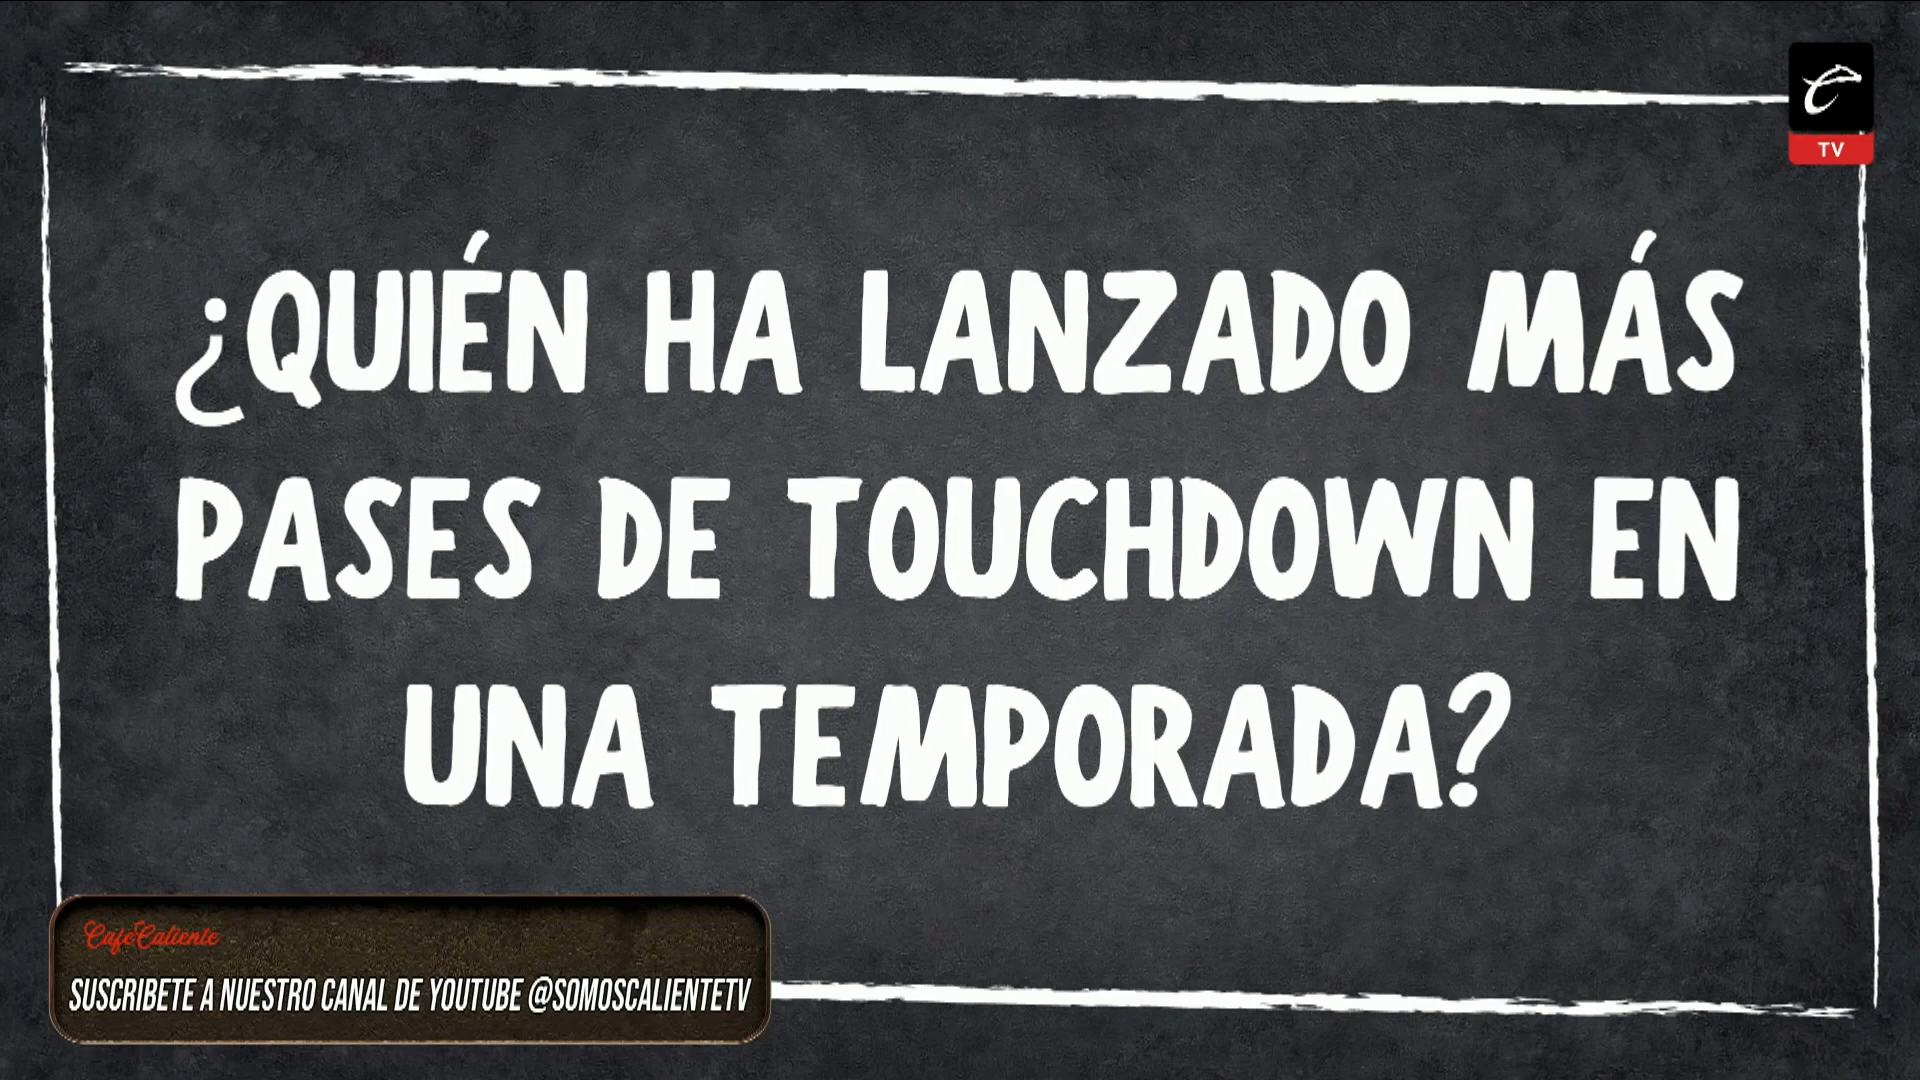 TV
¿QUIÉN HA LANZADO MÁS
PASES DE TOUCHDOWN EN
UNA TEMPORADA?
CafeCaliente
SUSCRIBETE A NUESTRO CANAL DE YOUTUBE @SOMOSCALIENTETV